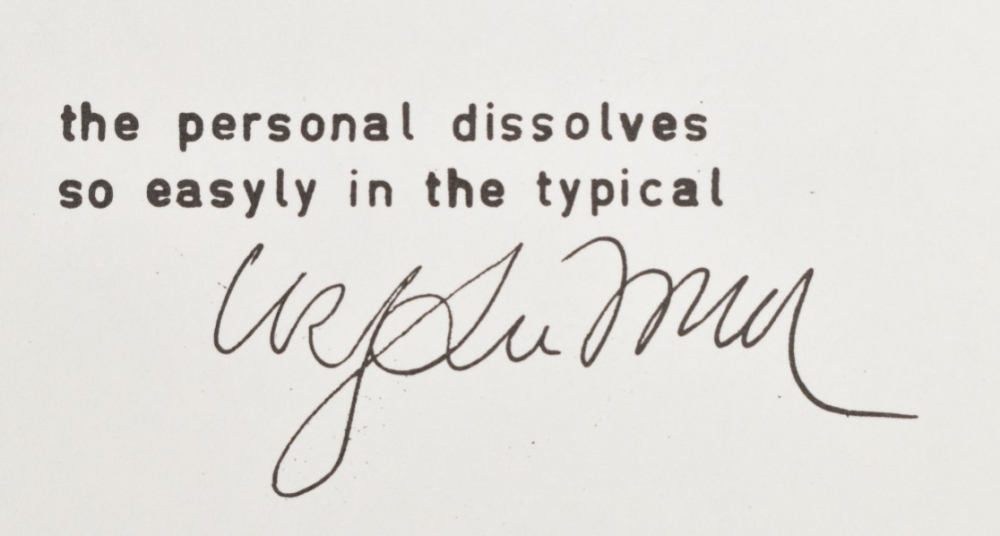 the personal dissolves
so easyly in the typical